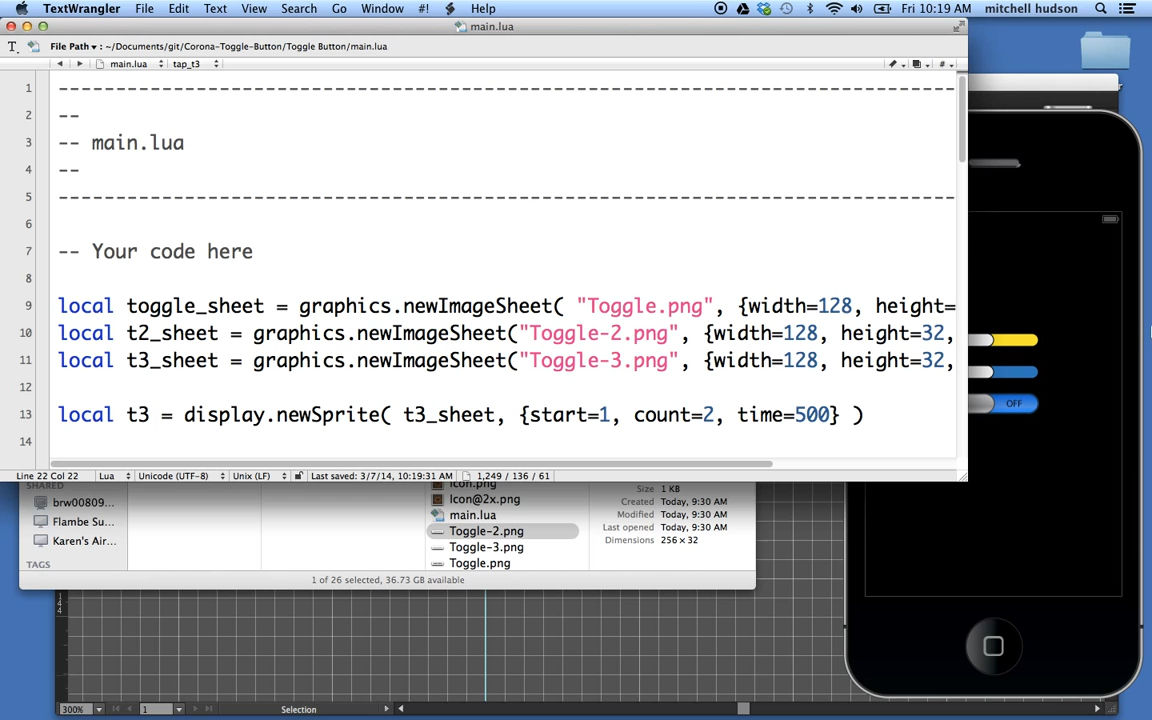 TextWrangler File Edit Text View Search Go Window #! Help Fri 10:19 AM mitchell hudson
main.lua
File Path ▾ : ~/Documents/git/Corona-Toggle-Button/Toggle Button/main.lua
main.lua tap_t3 #
1 --------------------------------------------------------------------------------
2 --
3 -- main.lua
4 --
5 --------------------------------------------------------------------------------
6
7 -- Your code here
8
9 local toggle_sheet = graphics.newImageSheet( "Toggle.png", {width=128, height=
10 local t2_sheet = graphics.newImageSheet("Toggle-2.png", {width=128, height=32,
11 local t3_sheet = graphics.newImageSheet("Toggle-3.png", {width=128, height=32,
12
13 local t3 = display.newSprite( t3_sheet, {start=1, count=2, time=500} )
14
OFF
Line 22 Col 22 Lua Unicode (UTF-8) Unix (LF) Last saved: 3/7/14, 10:19:31 AM 1,249 / 136 / 61
SHARED
brw00809...
Flambe Su...
Karen's Air...
TAGS
Icon.png
Icon@2x.png
main.lua
Toggle-2.png
Toggle-3.png
Toggle.png
Size 1 KB
Created Today, 9:30 AM
Modified Today, 9:30 AM
Last opened Today, 9:30 AM
Dimensions 256 × 32
1 of 26 selected, 36.73 GB available
300% 1 Selection